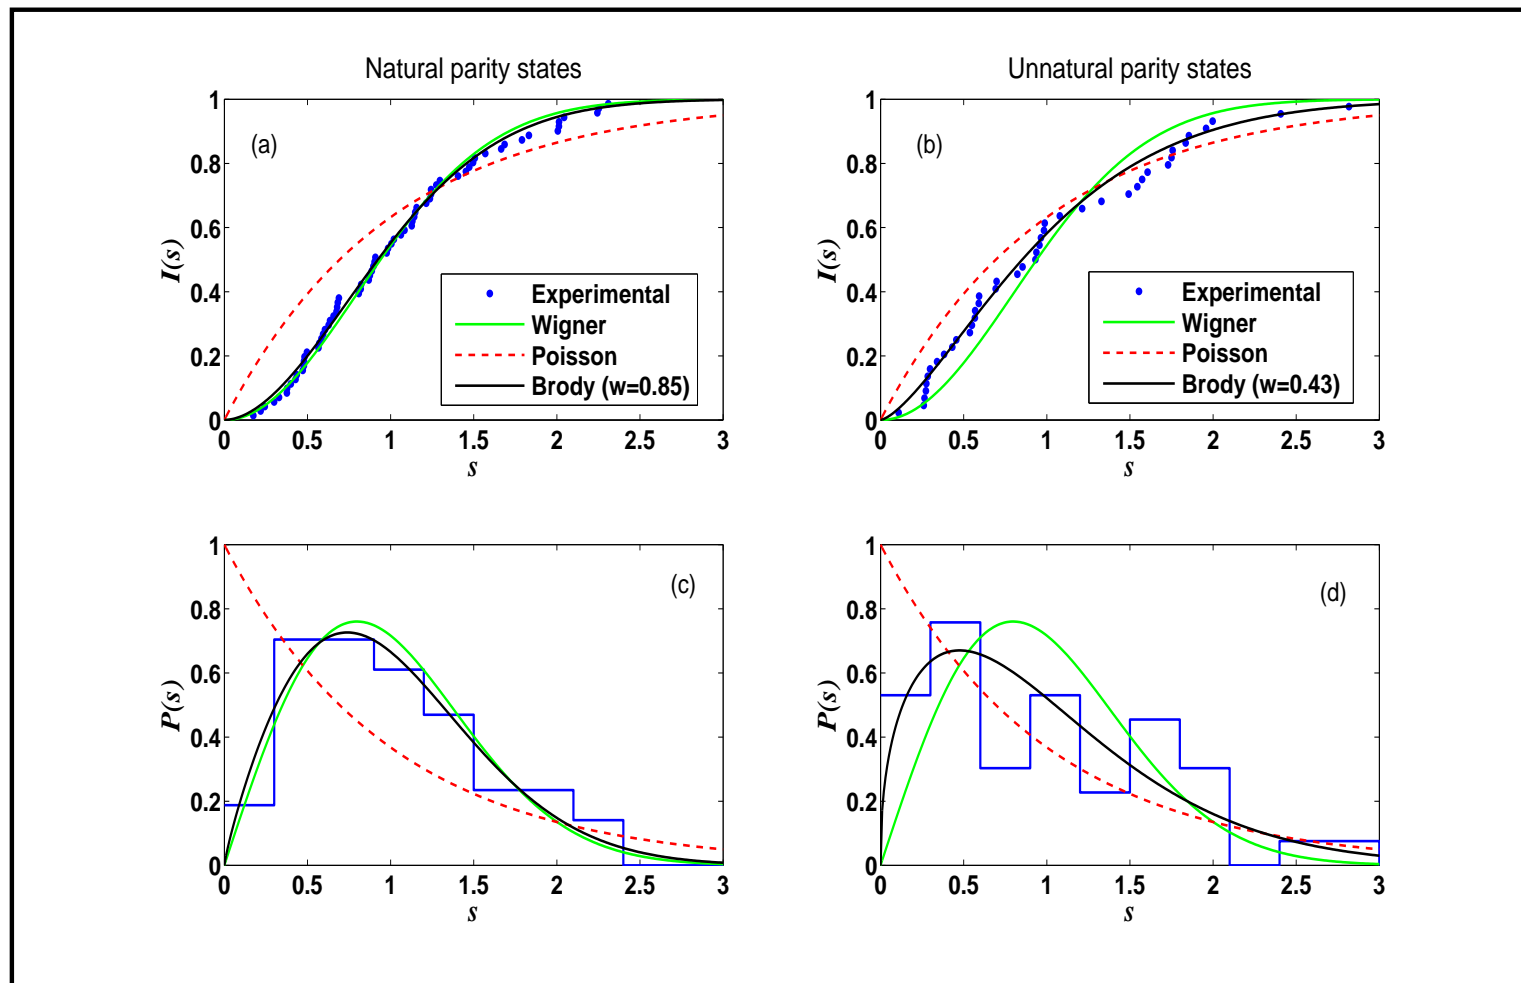 Natural parity states
Unnatural parity states
(a)
I(s)
1
0.8
0.6
0.4
0.2
0
0 0.5 1 1.5 2 2.5 3
s
Experimental
Wigner
Poisson
Brody (w=0.85)
(b)
I(s)
1
0.8
0.6
0.4
0.2
0
0 0.5 1 1.5 2 2.5 3
s
Experimental
Wigner
Poisson
Brody (w=0.43)
(c)
P(s)
1
0.8
0.6
0.4
0.2
0
0 0.5 1 1.5 2 2.5 3
s
(d)
P(s)
1
0.8
0.6
0.4
0.2
0
0 0.5 1 1.5 2 2.5 3
s